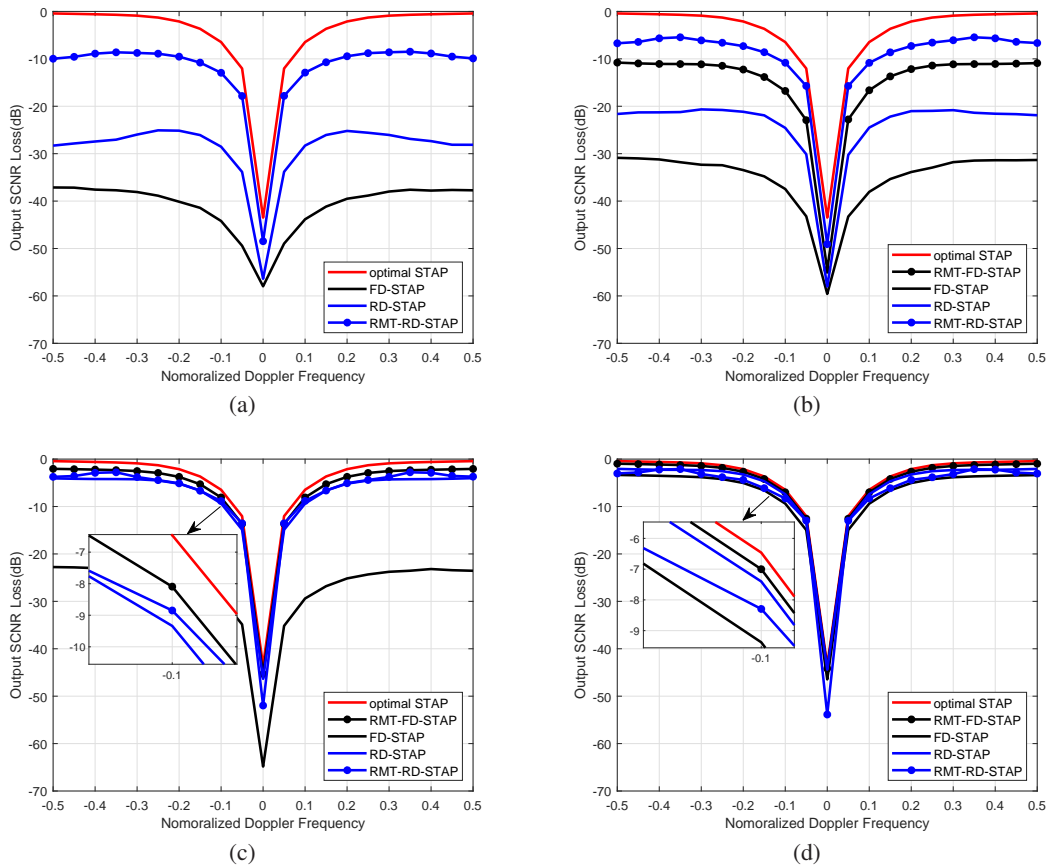 0
-10
-20
-30
-40
-50
-60
-70
Output SCNR Loss(dB)
optimal STAP
FD-STAP
RD-STAP
RMT-RD-STAP
-0.5 -0.4 -0.3 -0.2 -0.1 0 0.1 0.2 0.3 0.4 0.5
Nomoralized Doppler Frequency
(a)
0
-10
-20
-30
-40
-50
-60
-70
Output SCNR Loss(dB)
optimal STAP
RMT-FD-STAP
FD-STAP
RD-STAP
RMT-RD-STAP
-0.5 -0.4 -0.3 -0.2 -0.1 0 0.1 0.2 0.3 0.4 0.5
Nomoralized Doppler Frequency
(b)
0
-10
-20
-30
-40
-50
-60
-70
Output SCNR Loss(dB)
-7
-8
-9
-10
-0.1
optimal STAP
RMT-FD-STAP
FD-STAP
RD-STAP
RMT-RD-STAP
-0.5 -0.4 -0.3 -0.2 -0.1 0 0.1 0.2 0.3 0.4 0.5
Nomoralized Doppler Frequency
(c)
0
-10
-20
-30
-40
-50
-60
-70
Output SCNR Loss(dB)
-6
-7
-8
-9
-0.1
optimal STAP
RMT-FD-STAP
FD-STAP
RD-STAP
RMT-RD-STAP
-0.5 -0.4 -0.3 -0.2 -0.1 0 0.1 0.2 0.3 0.4 0.5
Nomoralized Doppler Frequency
(d)